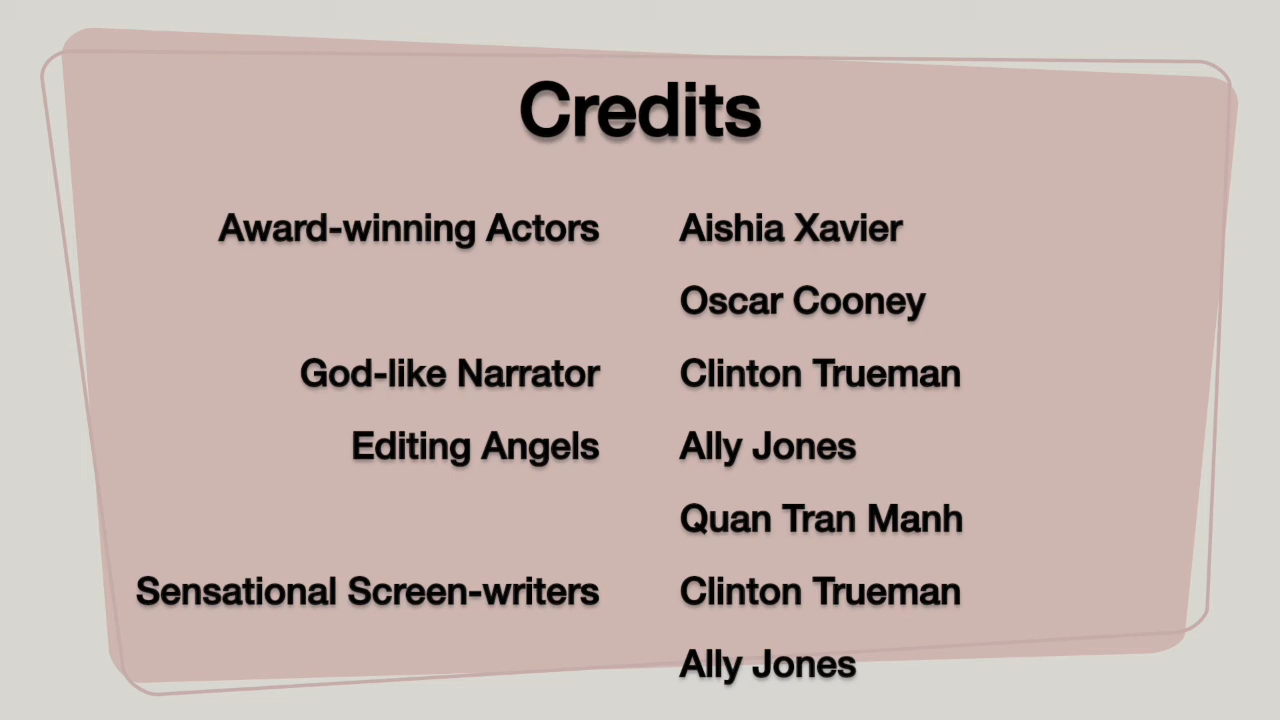 Credits
Award-winning Actors Aishia Xavier
Oscar Cooney
God-like Narrator Clinton Trueman
Editing Angels Ally Jones
Quan Tran Manh
Sensational Screen-writers Clinton Trueman
Ally Jones